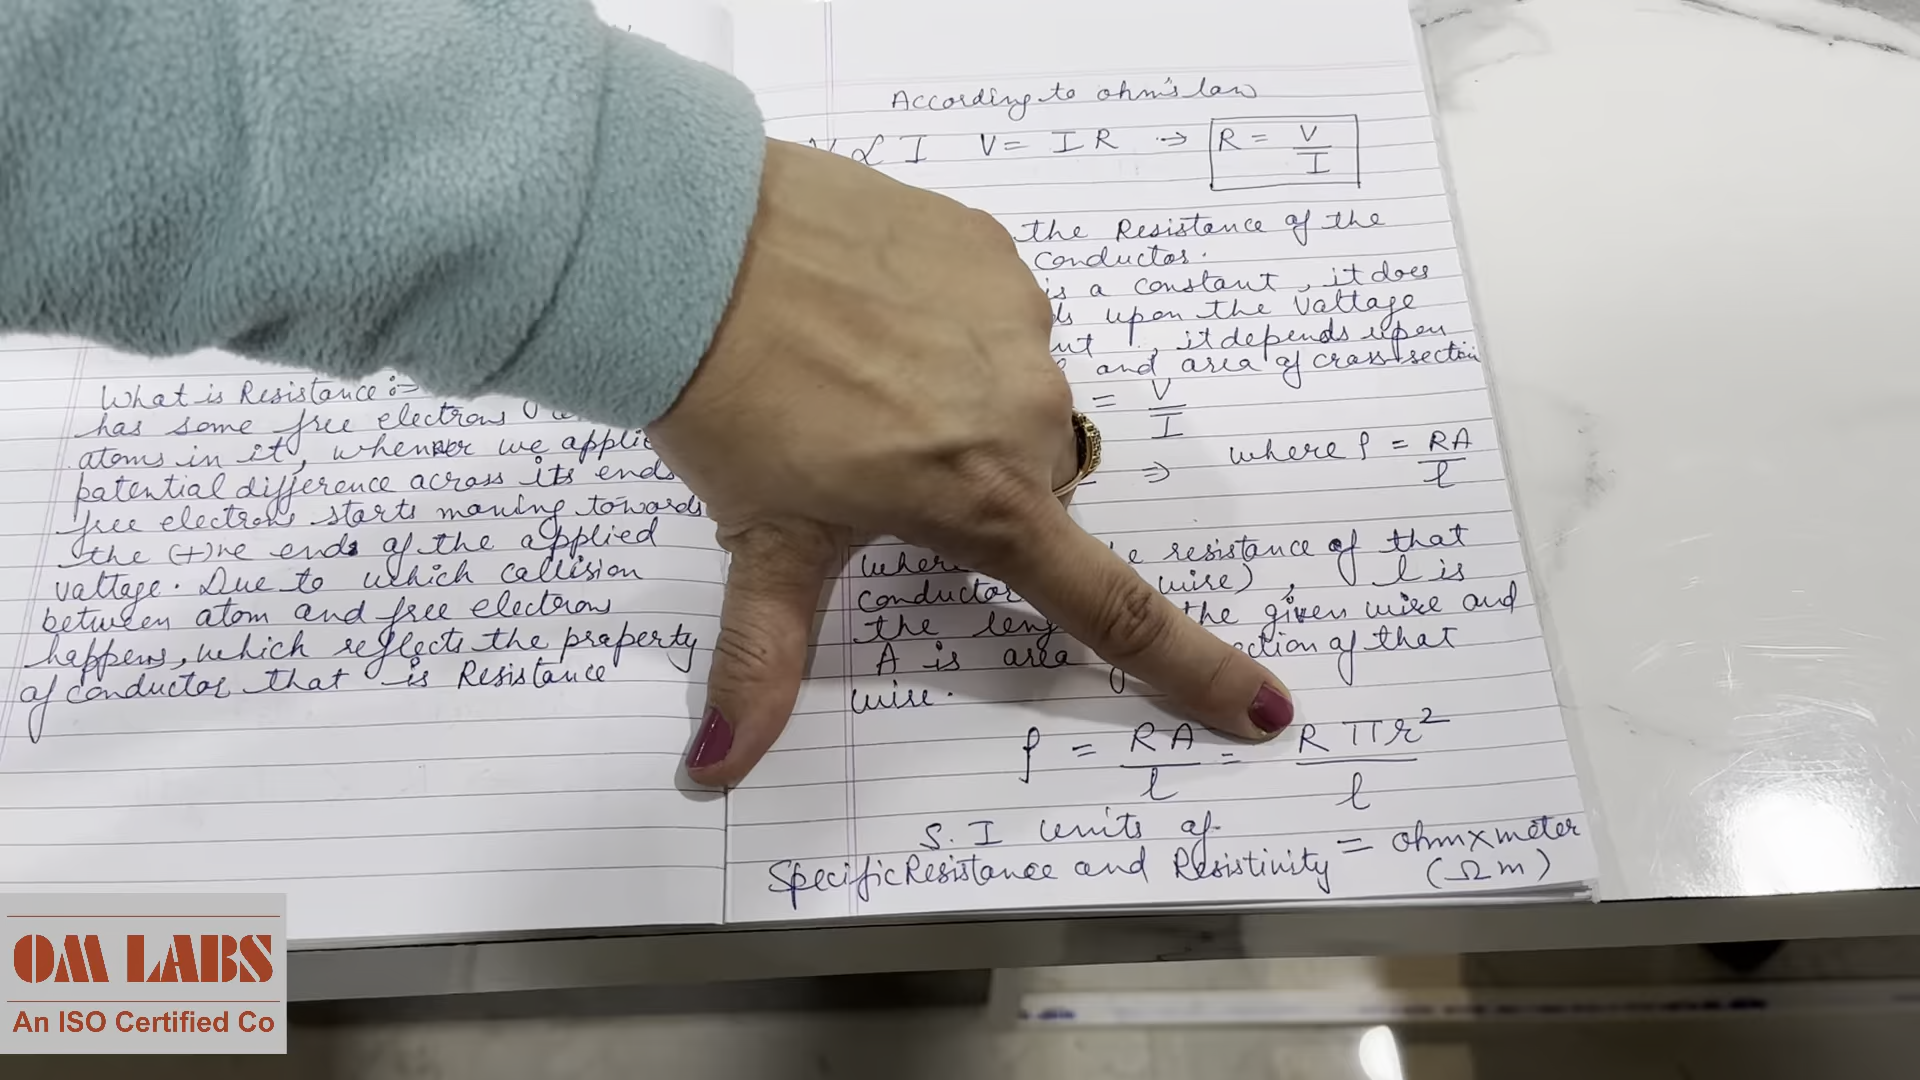 What is Resistance :-
has some free electrons
atoms in it, whenever we applie
potential difference across its ends
free electrons starts moving towards
the (+)ve ends of the applied
voltage. Due to which collision
between atom and free electrons
happens, which reflects the property
of conductor that is Resistance
According to ohm's law
∝ I V = I R → R = V/I
the Resistance of the
conductor.
is a constant, it does
upon the Voltage
it depends upon
and area of cross section
= V/I
⇒ where ρ = RA/l
where resistance of that
conductor wire), l is
the the given wire and
A is area of that
wire.
ρ = RA/l = Rπr²/l
S.I units of
Specific Resistance and Resistivity = ohm x meter
(Ωm)
OM LABS
An ISO Certified Co